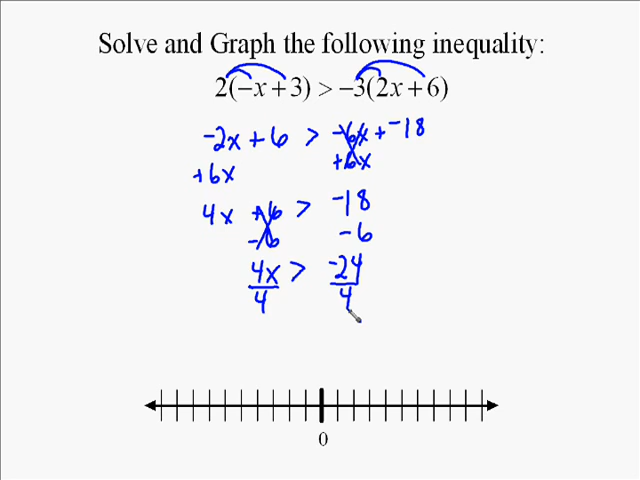 Solve and Graph the following inequality:
2(−x + 3) > −3(2x + 6)
-2x + 6 > -6x + -18
+6x +6x
4x +6 > -18
-6 -6
4x > -24
4 4
0